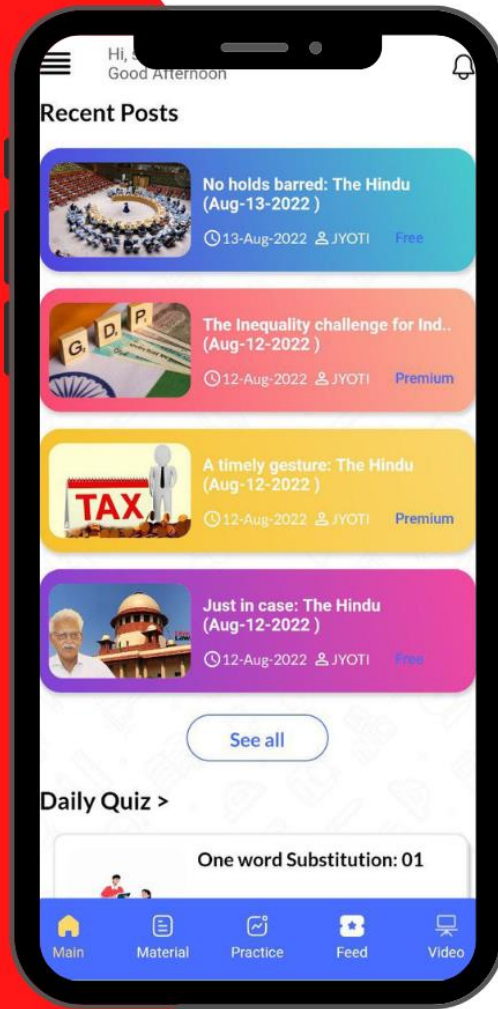 Hi, S
Good Afternoon
Recent Posts
No holds barred: The Hindu
(Aug-13-2022 )
13-Aug-2022 JYOTI Free
G. D. P.
The Inequality challenge for Ind..
(Aug-12-2022 )
12-Aug-2022 JYOTI Premium
TAX
A timely gesture: The Hindu
(Aug-12-2022 )
12-Aug-2022 JYOTI Premium
Just in case: The Hindu
(Aug-12-2022 )
12-Aug-2022 JYOTI Free
See all
Daily Quiz >
One word Substitution: 01
Main Material Practice Feed Video